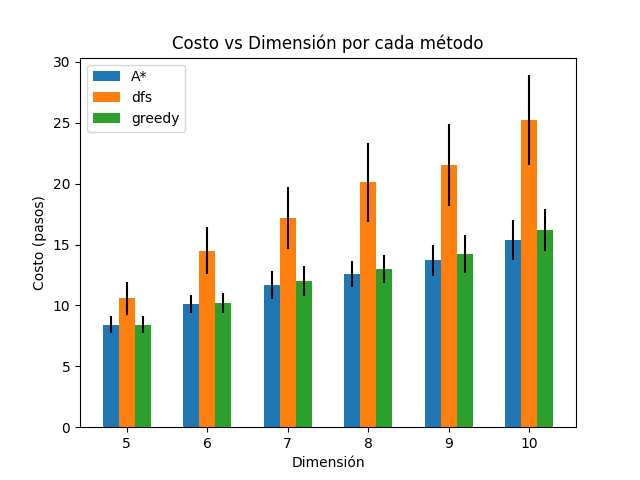 Costo vs Dimensión por cada método
A*
dfs
greedy
Costo (pasos)
30
25
20
15
10
5
0
5 6 7 8 9 10
Dimensión